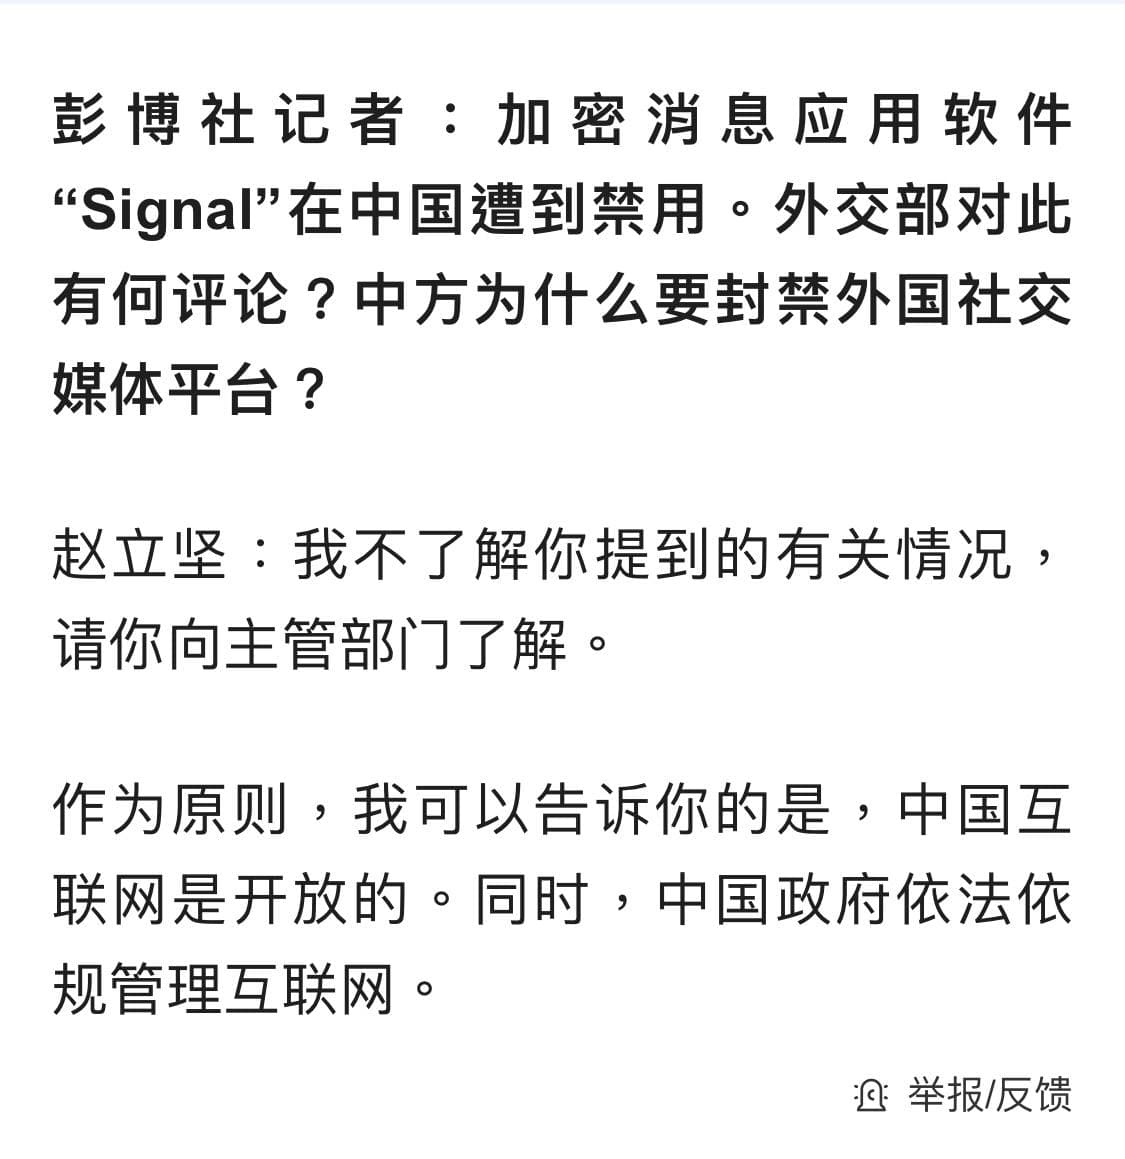 彭博社记者：加密消息应用软件
“Signal”在中国遭到禁用。外交部对此
有何评论？中方为什么要封禁外国社交
媒体平台？
赵立坚：我不了解你提到的有关情况，
请你向主管部门了解。
作为原则，我可以告诉你的是，中国互
联网是开放的。同时，中国政府依法依
规管理互联网。
举报/反馈